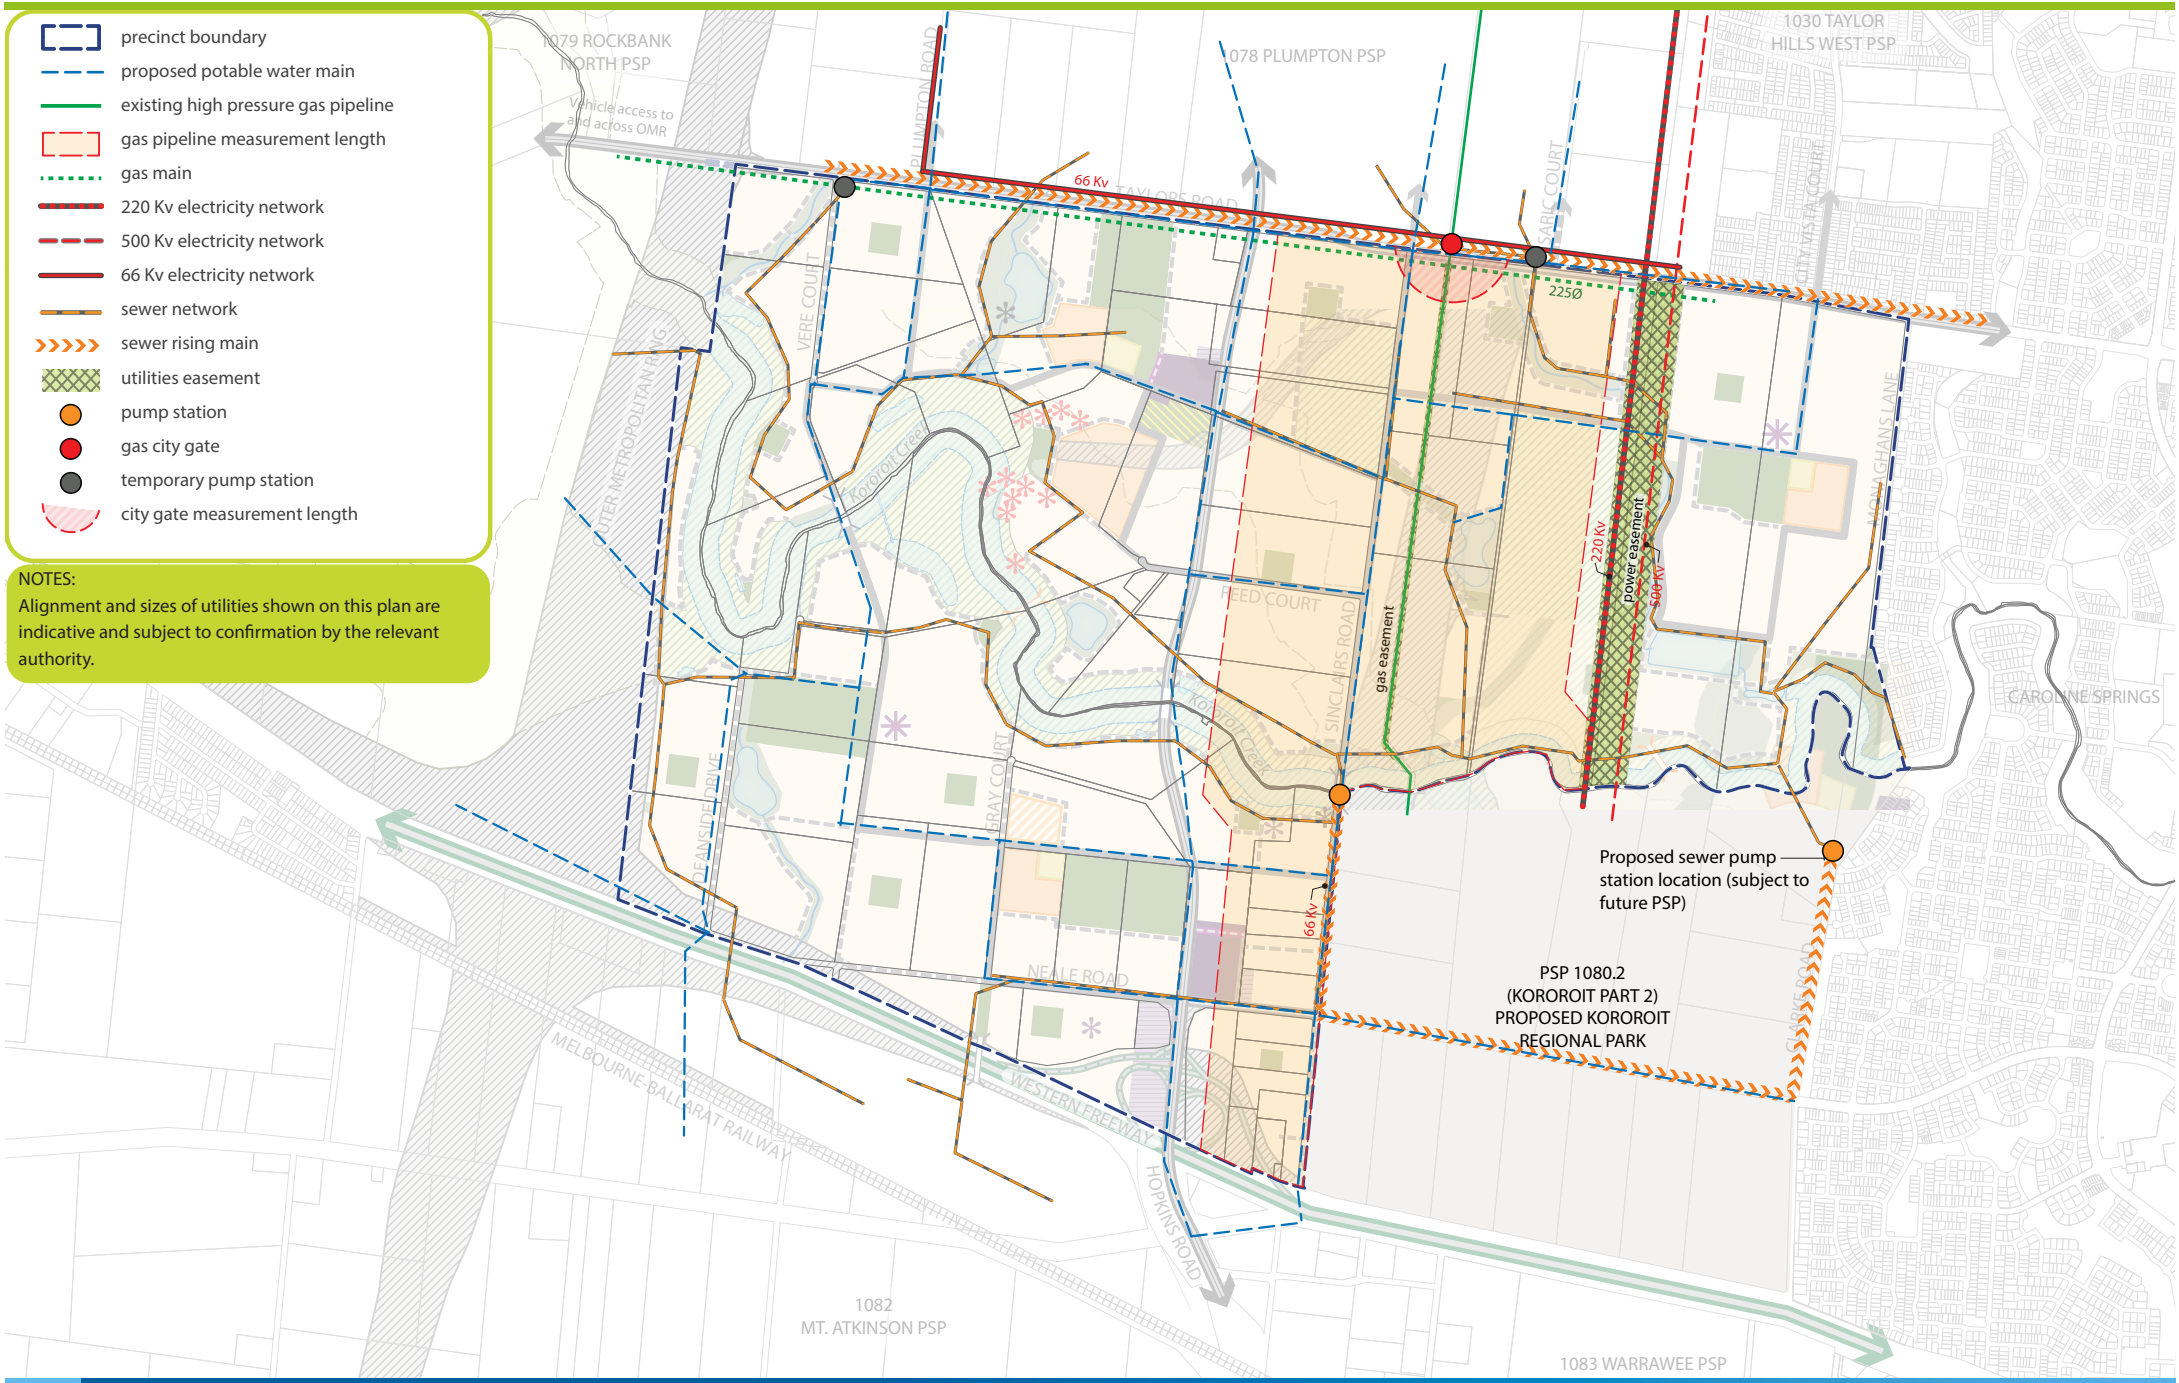 precinct boundary
proposed potable water main
existing high pressure gas pipeline
gas pipeline measurement length
gas main
220 Kv electricity network
500 Kv electricity network
66 Kv electricity network
sewer network
sewer rising main
utilities easement
pump station
gas city gate
temporary pump station
city gate measurement length
NOTES:
Alignment and sizes of utilities shown on this plan are
indicative and subject to confirmation by the relevant
authority.
1079 ROCKBANK
NORTH PSP
Vehicle access to
and across OMR
PLUMPTON ROAD
1078 PLUMPTON PSP
1030 TAYLOR
HILLS WEST PSP
66 Kv
TAYLORS ROAD
SARIC COURT
CITY VISTA COURT
225Ø
VERE COURT
OUTER METROPOLITAN RING
Kororoit Creek
MONAGHANS LANE
220 Kv
power easement
500 Kv
REED COURT
SINCLAIRS ROAD
gas easement
Kororoit Creek
CAROLINE SPRINGS
DEANSIDE DRIVE
GRAY COURT
66 Kv
Proposed sewer pump
station location (subject to
future PSP)
NEALE ROAD
PSP 1080.2
(KOROROIT PART 2)
PROPOSED KOROROIT
REGIONAL PARK
CLARKE ROAD
MELBOURNE-BALLARAT RAILWAY
WESTERN FREEWAY
HOPKINS ROAD
1082
MT. ATKINSON PSP
1083 WARRAWEE PSP